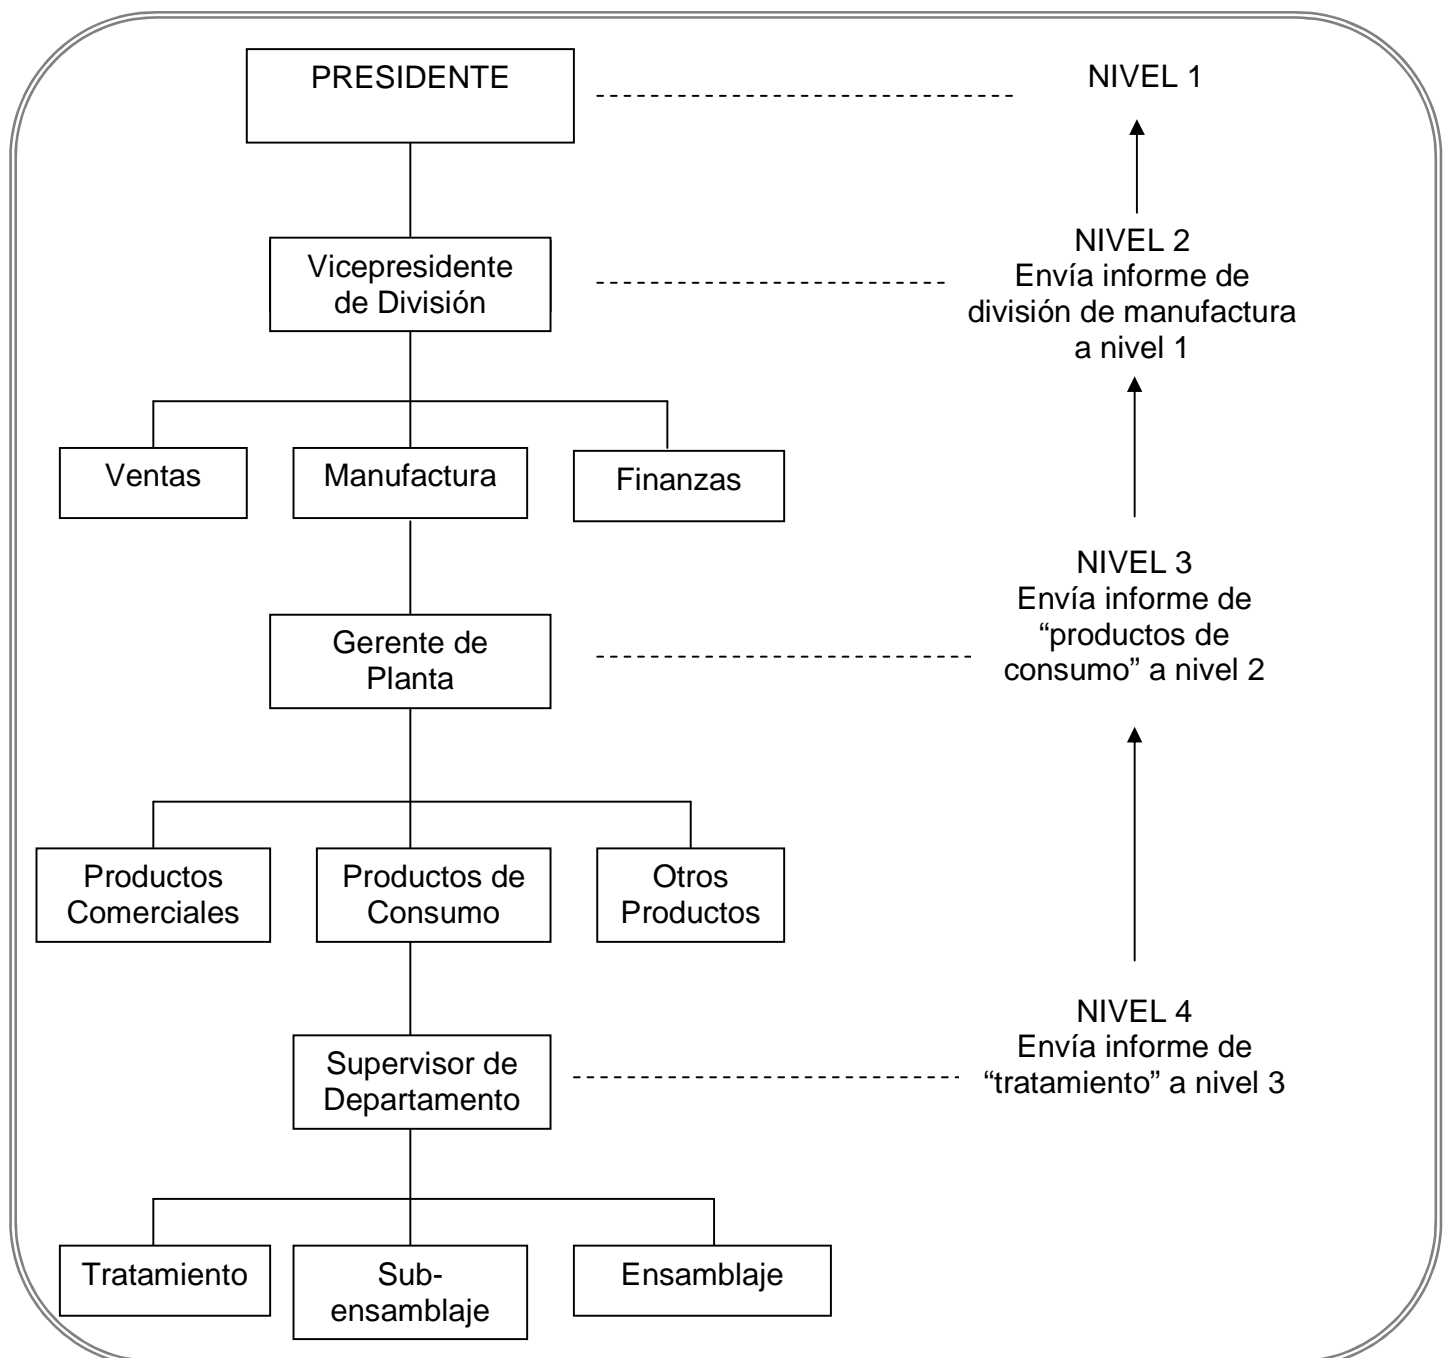 PRESIDENTE
NIVEL 1
Vicepresidente
de División
NIVEL 2
Envía informe de
división de manufactura
a nivel 1
Ventas
Manufactura
Finanzas
Gerente de
Planta
NIVEL 3
Envía informe de
“productos de
consumo” a nivel 2
Productos
Comerciales
Productos de
Consumo
Otros
Productos
Supervisor de
Departamento
NIVEL 4
Envía informe de
“tratamiento” a nivel 3
Tratamiento
Sub-
ensamblaje
Ensamblaje